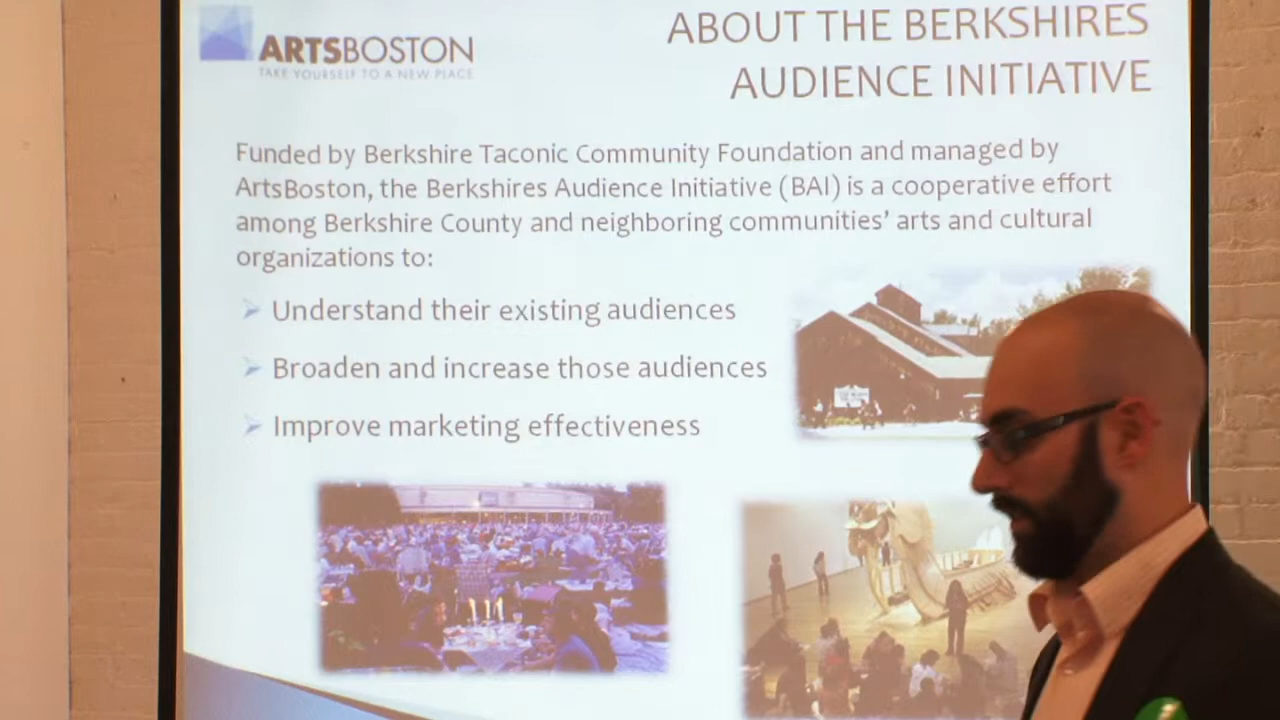 ARTSBOSTON
TAKE YOURSELF TO A NEW PLACE
ABOUT THE BERKSHIRES
AUDIENCE INITIATIVE
Funded by Berkshire Taconic Community Foundation and managed by
ArtsBoston, the Berkshires Audience Initiative (BAI) is a cooperative effort
among Berkshire County and neighboring communities’ arts and cultural
organizations to:
Understand their existing audiences
Broaden and increase those audiences
Improve marketing effectiveness